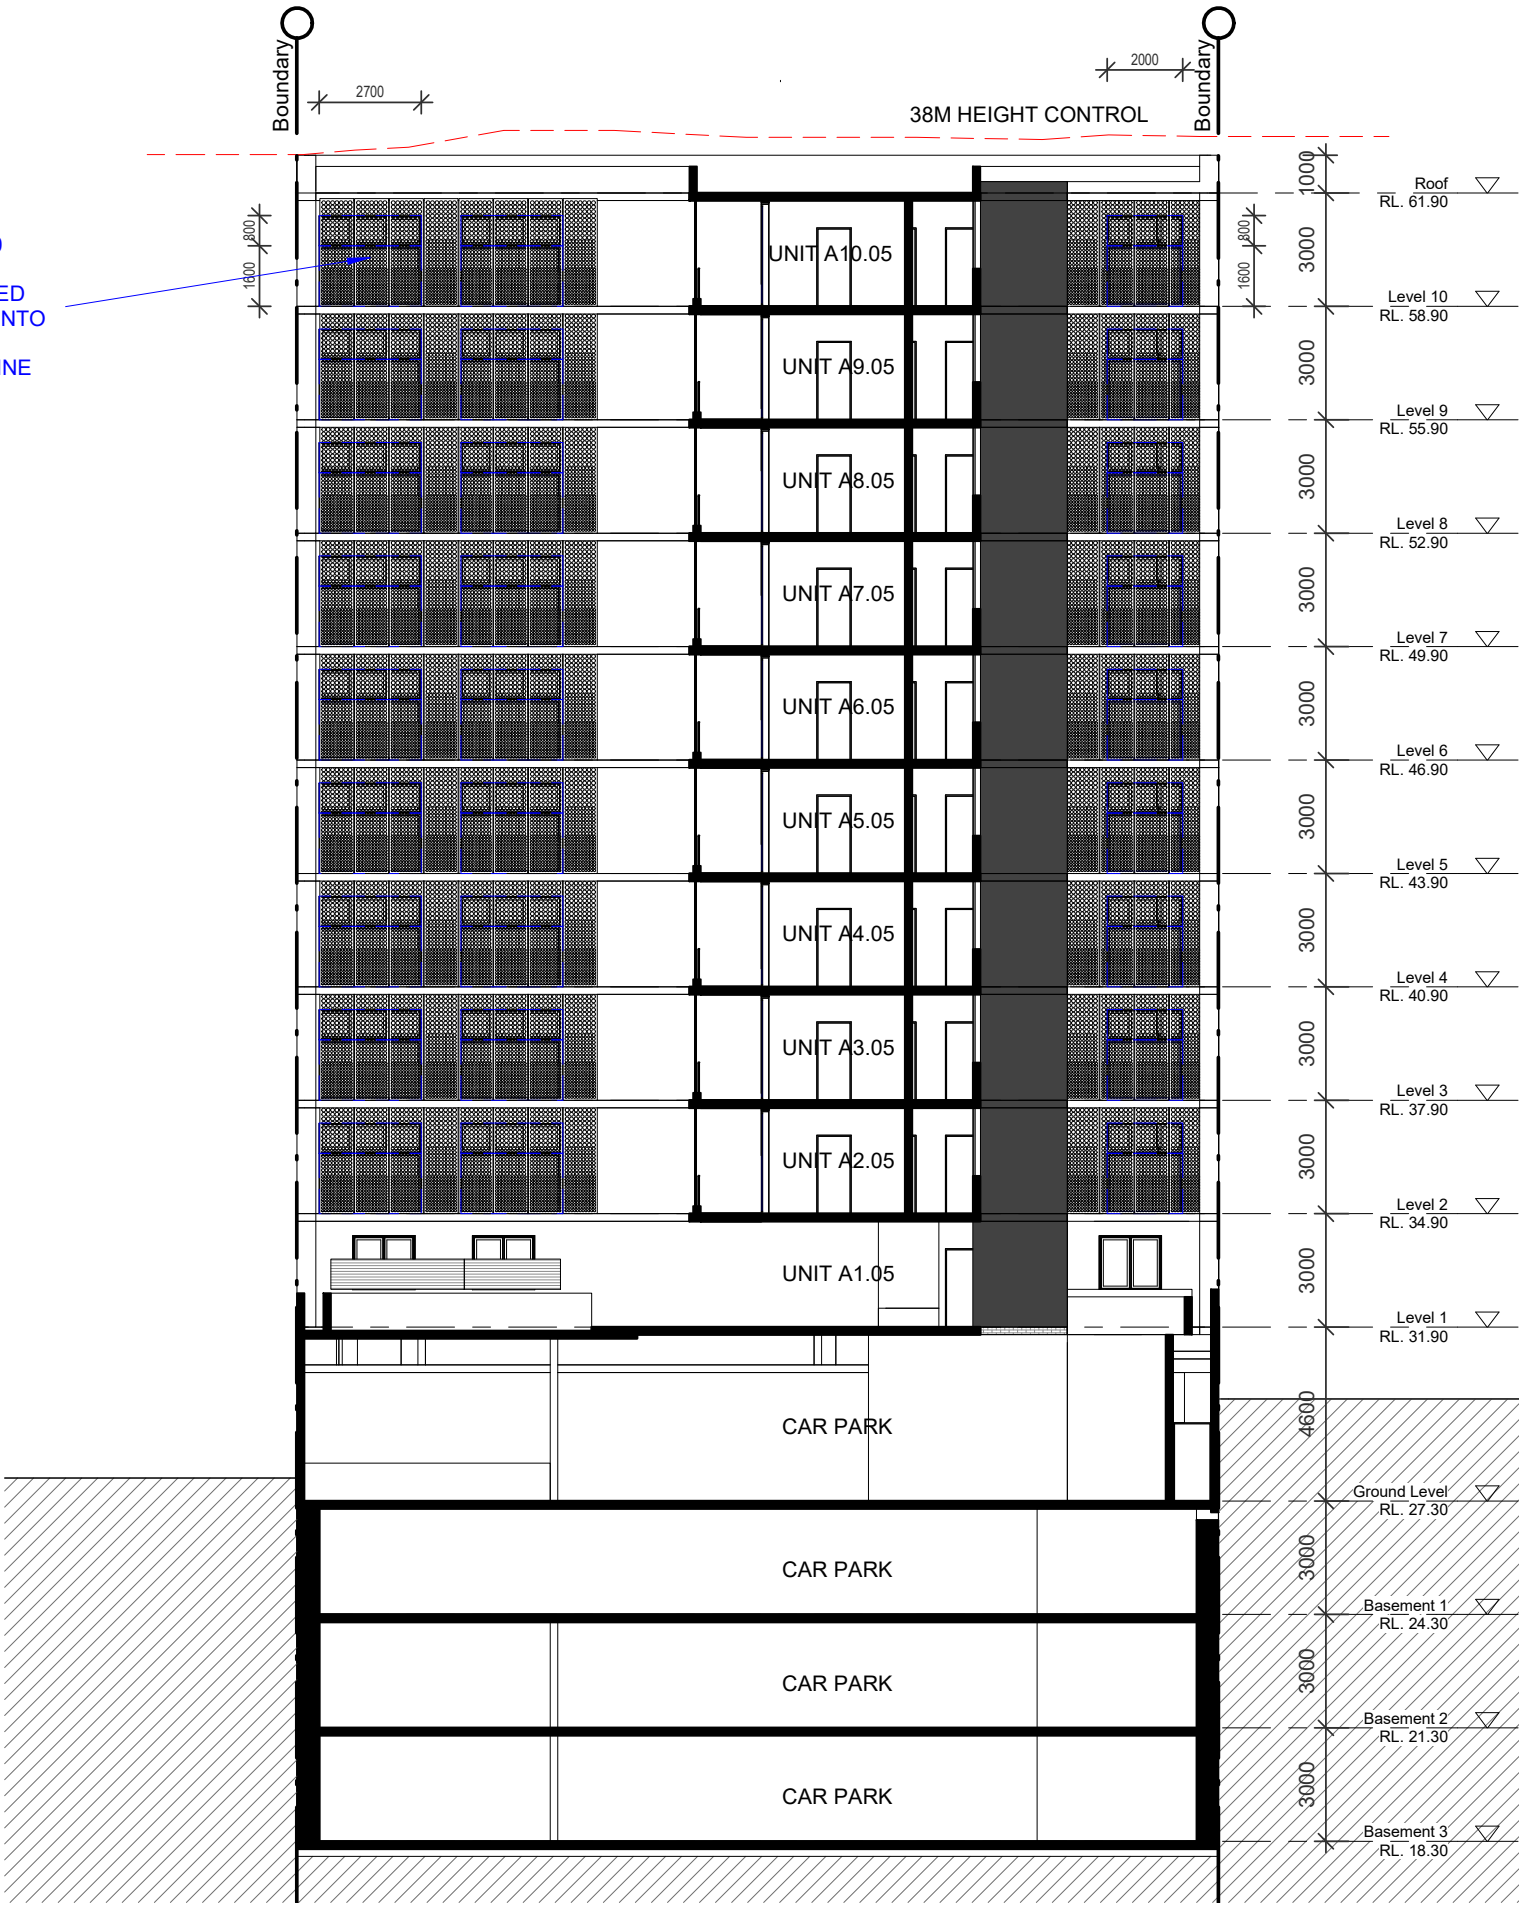 Boundary
Boundary
2700
2000
38M HEIGHT CONTROL
1000
Roof
RL. 61.90
800
1600
800
1600
3000
UNIT A10.05
ED
NTO
NE
Level 10
RL. 58.90
3000
UNIT A9.05
Level 9
RL. 55.90
3000
UNIT A8.05
Level 8
RL. 52.90
3000
UNIT A7.05
Level 7
RL. 49.90
3000
UNIT A6.05
Level 6
RL. 46.90
3000
UNIT A5.05
Level 5
RL. 43.90
3000
UNIT A4.05
Level 4
RL. 40.90
3000
UNIT A3.05
Level 3
RL. 37.90
3000
UNIT A2.05
Level 2
RL. 34.90
3000
UNIT A1.05
Level 1
RL. 31.90
4600
CAR PARK
Ground Level
RL. 27.30
3000
CAR PARK
Basement 1
RL. 24.30
3000
CAR PARK
Basement 2
RL. 21.30
3000
CAR PARK
Basement 3
RL. 18.30